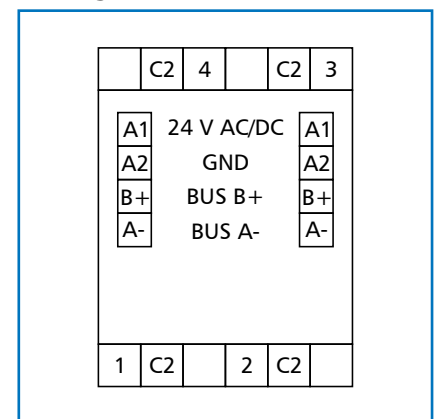 C2 4 C2 3
A1 24 V AC/DC A1
A2 GND A2
B+ BUS B+ B+
A- BUS A- A-
1 C2 2 C2